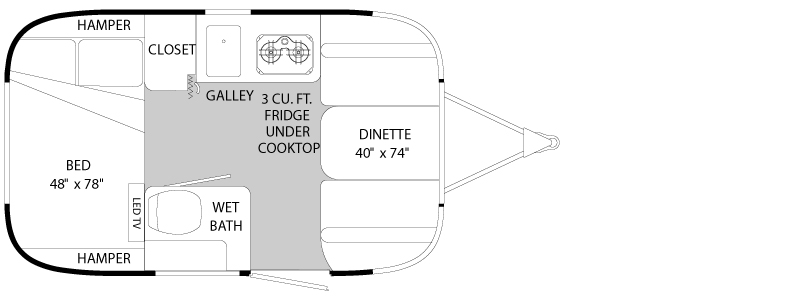 HAMPER
CLOSET
GALLEY
3 CU. FT.
FRIDGE
UNDER
COOKTOP
DINETTE
40" x 74"
BED
48" x 78"
LED TV
WET
BATH
HAMPER